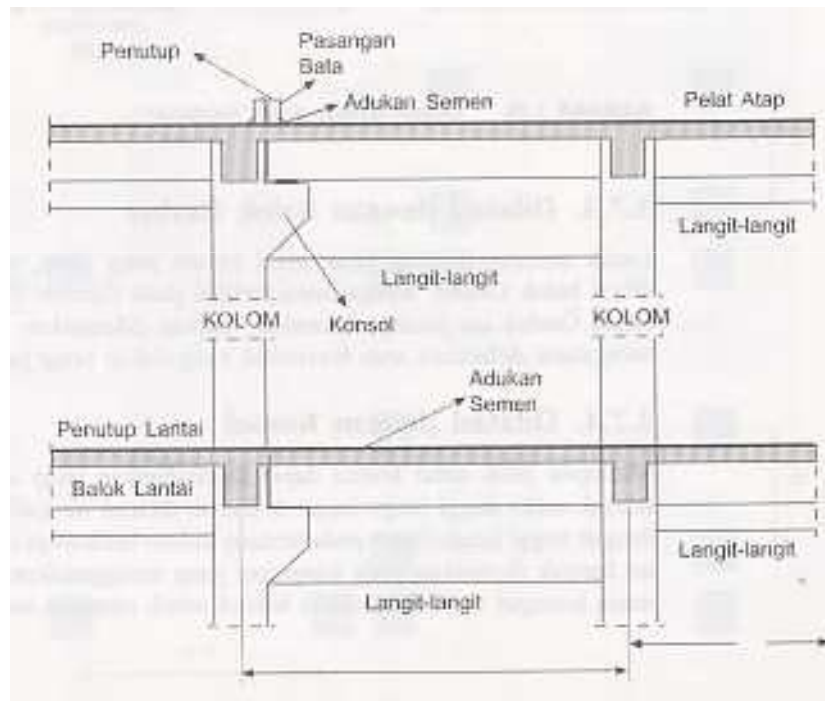 Penutup
Pasangan
Bata
Adukan Semen
Pelat Atap
Langit-langit
Langit-langit
KOLOM
Konsol
KOLOM
Adukan
Semen
Penutup Lantai
Balok Lantai
Langit-langit
Langit-langit